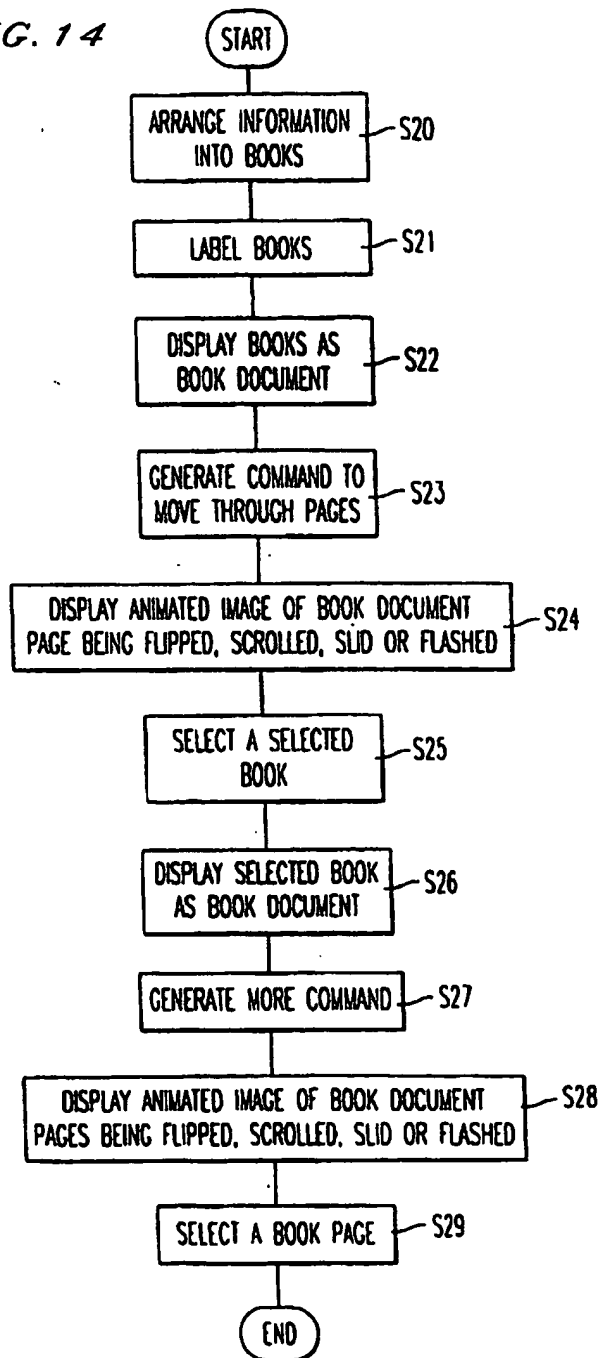 G. 14
START
ARRANGE INFORMATION
INTO BOOKS
S20
LABEL BOOKS
S21
DISPLAY BOOKS AS
BOOK DOCUMENT
S22
GENERATE COMMAND TO
MOVE THROUGH PAGES
S23
DISPLAY ANIMATED IMAGE OF BOOK DOCUMENT
PAGE BEING FLIPPED, SCROLLED, SLID OR FLASHED
S24
SELECT A SELECTED
BOOK
S25
DISPLAY SELECTED BOOK
AS BOOK DOCUMENT
S26
GENERATE MORE COMMAND
S27
DISPLAY ANIMATED IMAGE OF BOOK DOCUMENT
PAGES BEING FLIPPED, SCROLLED, SLID OR FLASHED
S28
SELECT A BOOK PAGE
S29
END